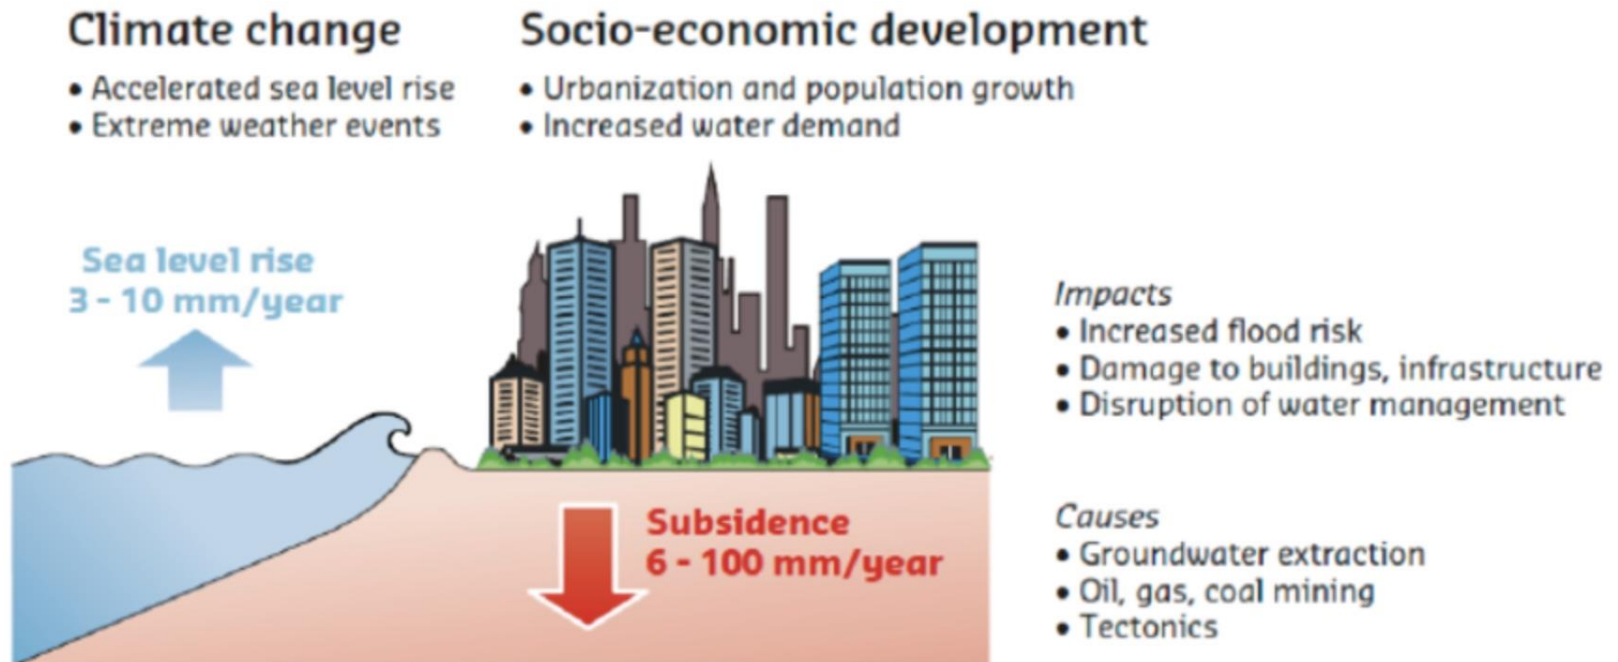 Climate change
• Accelerated sea level rise
• Extreme weather events
Socio-economic development
• Urbanization and population growth
• Increased water demand
Sea level rise
3 - 10 mm/year
Impacts
• Increased flood risk
• Damage to buildings, infrastructure
• Disruption of water management
Subsidence
6 - 100 mm/year
Causes
• Groundwater extraction
• Oil, gas, coal mining
• Tectonics